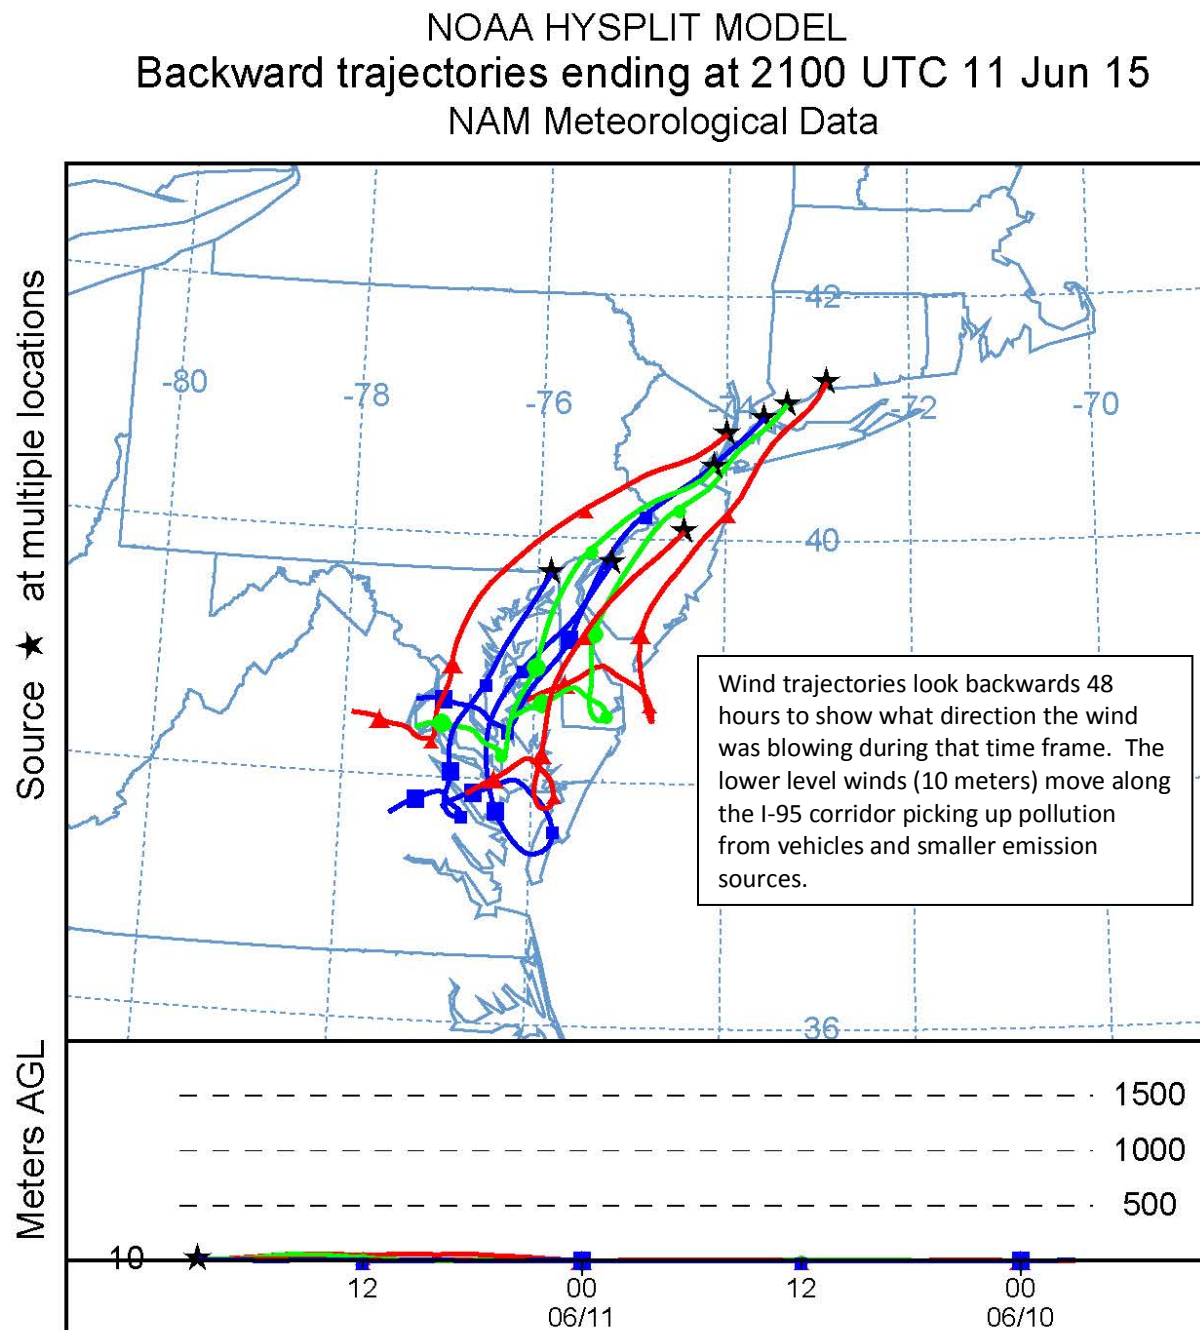 NOAA HYSPLIT MODEL
Backward trajectories ending at 2100 UTC 11 Jun 15
NAM Meteorological Data
Source ★ at multiple locations
42
-80
-78
-76
-74
-72
-70
40
Wind trajectories look backwards 48
hours to show what direction the wind
was blowing during that time frame. The
lower level winds (10 meters) move along
the I-95 corridor picking up pollution
from vehicles and smaller emission
sources.
36
Meters AGL
1500
1000
500
10
12
00
12
00
06/11
06/10